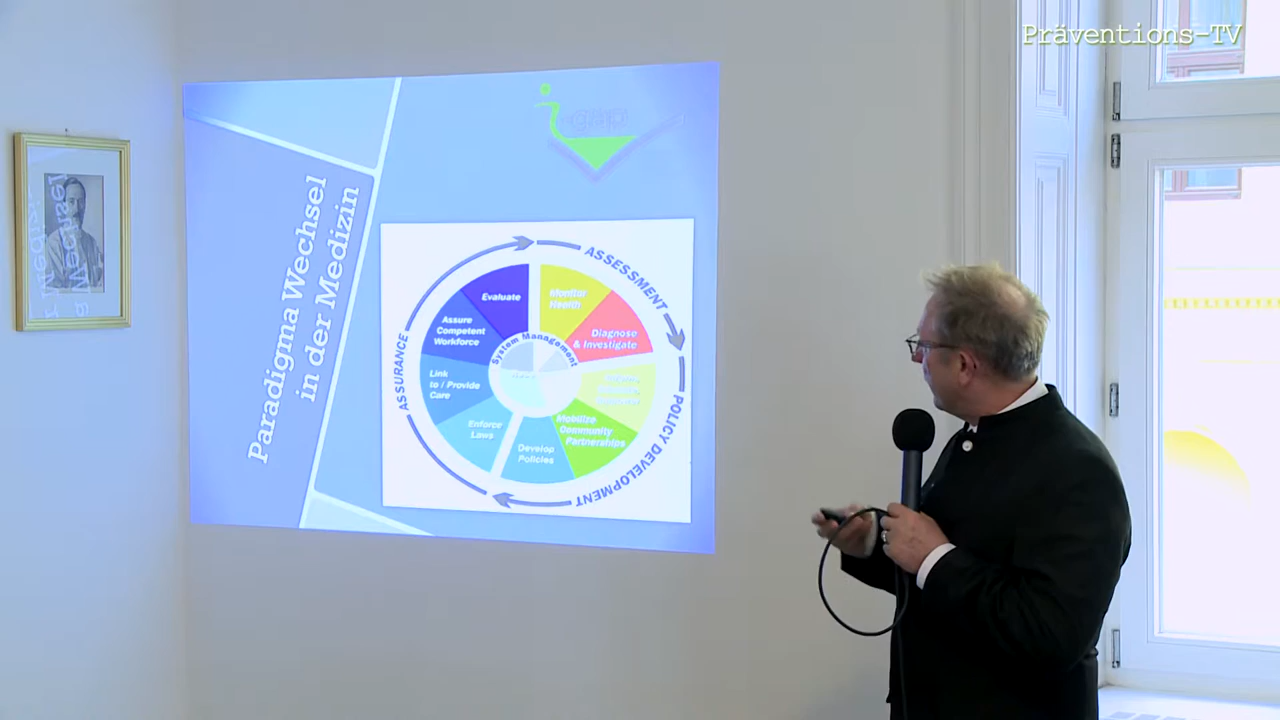 Präventions-TV
Paradigma Wechsel
in der Medizin
ASSESSMENT
POLICY DEVELOPMENT
ASSURANCE
System Management
Monitor
Health
Diagnose
& Investigate
Mobilize
Community
Partnerships
Develop
Policies
Enforce
Laws
Link
to / Provide
Care
Assure
Competent
Workforce
Evaluate